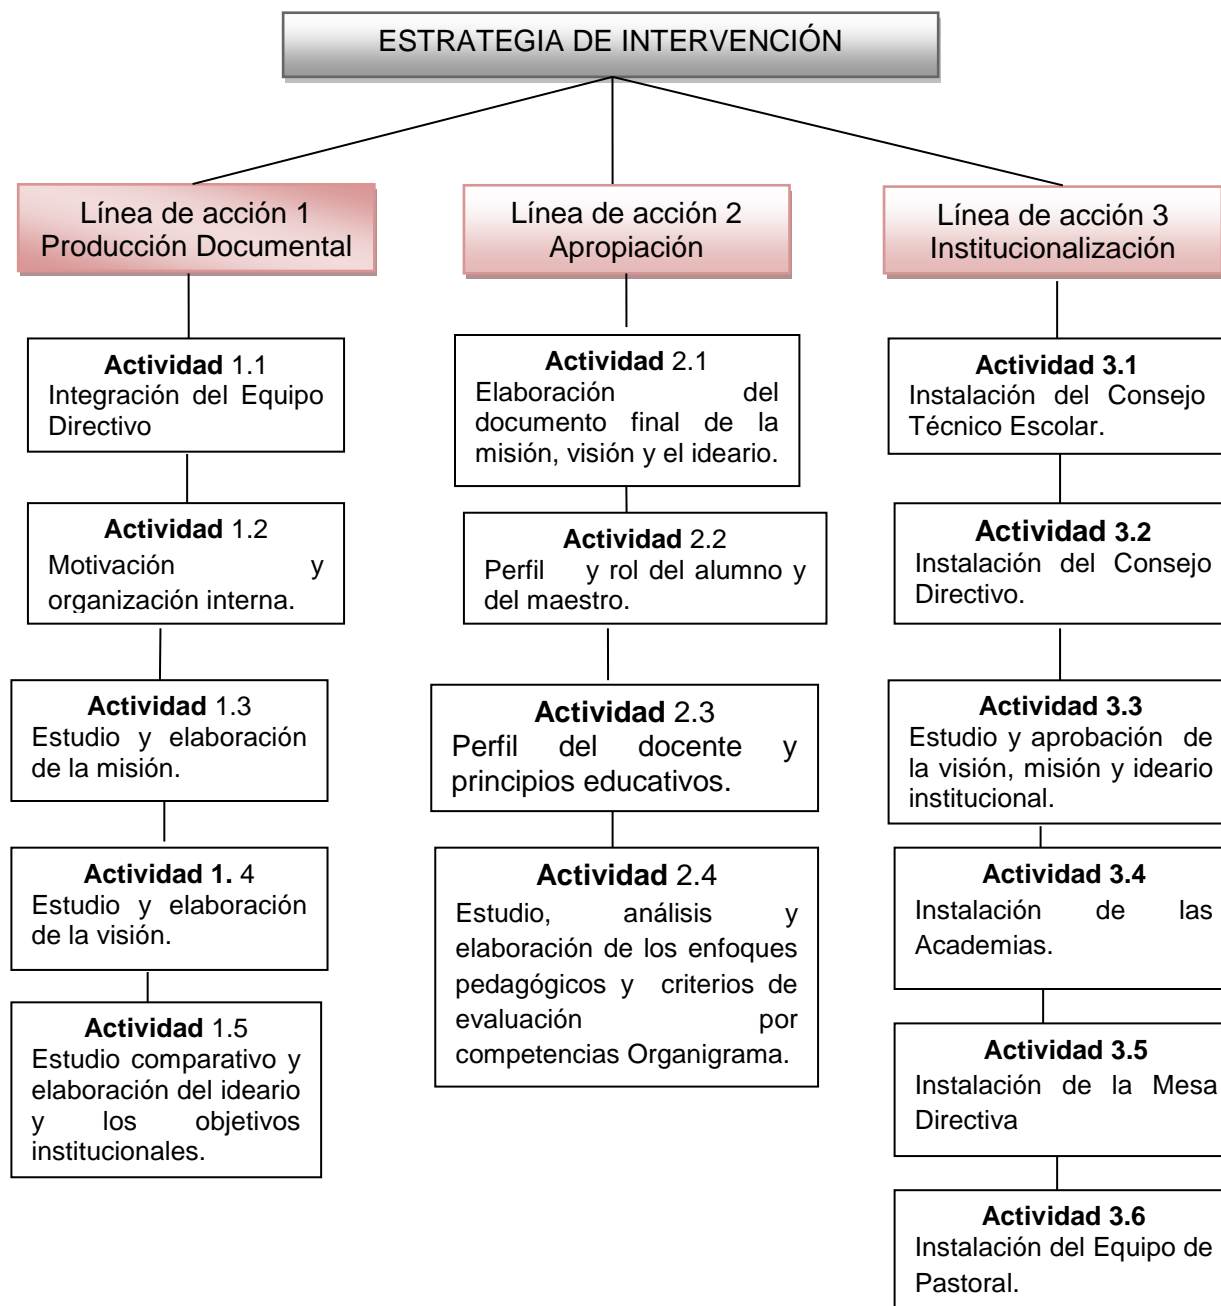 ESTRATEGIA DE INTERVENCIÓN
Línea de acción 1
Producción Documental
Actividad 1.1
Integración del Equipo
Directivo
Actividad 1.2
Motivación y
organización interna.
Actividad 1.3
Estudio y elaboración
de la misión.
Actividad 1. 4
Estudio y elaboración
de la visión.
Actividad 1.5
Estudio comparativo y
elaboración del ideario
y los objetivos
institucionales.
Línea de acción 2
Apropiación
Actividad 2.1
Elaboración del
documento final de la
misión, visión y el ideario.
Actividad 2.2
Perfil y rol del alumno y
del maestro.
Actividad 2.3
Perfil del docente y
principios educativos.
Actividad 2.4
Estudio, análisis y
elaboración de los enfoques
pedagógicos y criterios de
evaluación por
competencias Organigrama.
Línea de acción 3
Institucionalización
Actividad 3.1
Instalación del Consejo
Técnico Escolar.
Actividad 3.2
Instalación del Consejo
Directivo.
Actividad 3.3
Estudio y aprobación de
la visión, misión y ideario
institucional.
Actividad 3.4
Instalación de las
Academias.
Actividad 3.5
Instalación de la Mesa
Directiva
Actividad 3.6
Instalación del Equipo de
Pastoral.